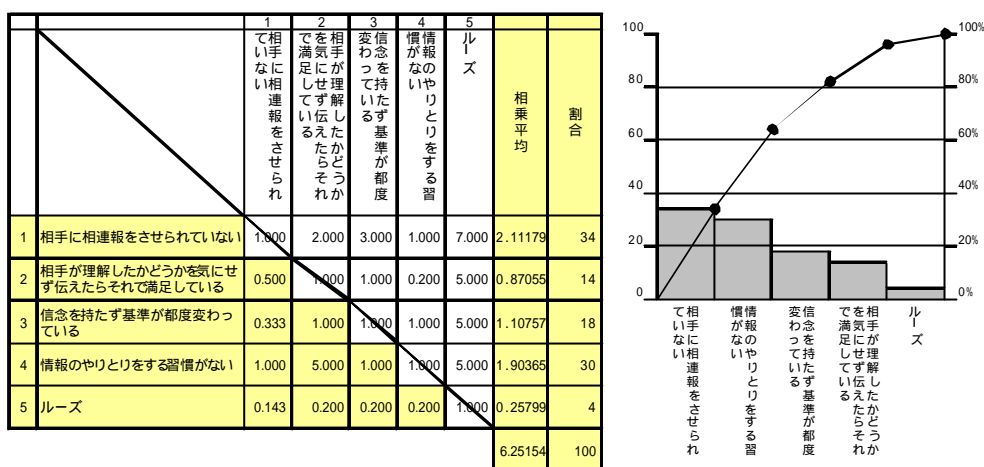 1 2 3 4 5
相手に相連報をさせられ
ていない
相手が理解したかどうか
を気にせず伝えたらそれ
で満足している
信念を持たず基準が都度
変わっている
情報のやりとりをする習
慣がない
ルーズ
相乗平均
割合
1 相手に相連報をさせられていない 1.000 2.000 3.000 1.000 7.000 2.11179 34
2 相手が理解したかどうかを気にせ
ず伝えたらそれで満足している 0.500 1.000 1.000 0.200 5.000 0.87055 14
3 信念を持たず基準が都度変わっ
ている 0.333 1.000 1.000 1.000 5.000 1.10757 18
4 情報のやりとりをする習慣がない 1.000 5.000 1.000 1.000 5.000 1.90365 30
5 ルーズ 0.143 0.200 0.200 0.200 1.000 0.25799 4
6.25154 100
100 100%
80 80%
60 60%
40 40%
20 20%
0 0%
相手に相連報をさせられ
ていない
情報のやりとりをする習
慣がない
信念を持たず基準が都度
変わっている
相手が理解したかどうか
を気にせず伝えたらそれ
で満足している
ルーズ